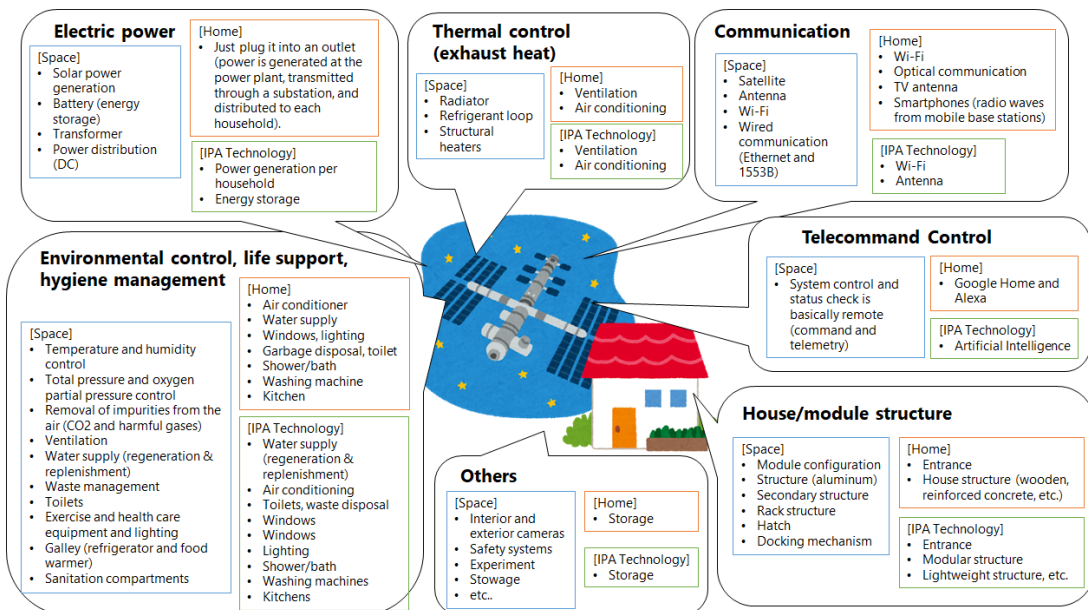 Electric power
[Space]
• Solar power
generation
• Battery (energy
storage)
• Transformer
• Power distribution
(DC)
[Home]
• Just plug it into an outlet
(power is generated at the
power plant, transmitted
through a substation, and
distributed to each
household).
[IPA Technology]
• Power generation per
household
• Energy storage
Thermal control
(exhaust heat)
[Space]
• Radiator
• Refrigerant loop
• Structural
heaters
[Home]
• Ventilation
• Air conditioning
[IPA Technology]
• Ventilation
• Air conditioning
Communication
[Space]
• Satellite
• Antenna
• Wi-Fi
• Wired
communication
(Ethernet and
1553B)
[Home]
• Wi-Fi
• Optical communication
• TV antenna
• Smartphones (radio waves
from mobile base stations)
[IPA Technology]
• Wi-Fi
• Antenna
Environmental control, life support,
hygiene management
[Space]
• Temperature and humidity
control
• Total pressure and oxygen
partial pressure control
• Removal of impurities from the
air (CO2 and harmful gases)
• Ventilation
• Water supply (regeneration &
replenishment)
• Waste management
• Toilets
• Exercise and health care
equipment and lighting
• Galley (refrigerator and food
warmer)
• Sanitation compartments
[Home]
• Air conditioner
• Water supply
• Windows, lighting
• Garbage disposal, toilet
• Shower/bath
• Washing machine
• Kitchen
[IPA Technology]
• Water supply
(regeneration &
replenishment)
• Air conditioning
• Toilets, waste disposal
• Windows
• Windows
• Lighting
• Shower/bath
• Washing machines
• Kitchens
Telecommand Control
[Space]
• System control and
status check is
basically remote
(command and
telemetry)
[Home]
• Google Home and
Alexa
[IPA Technology]
• Artificial Intelligence
Others
[Space]
• Interior and
exterior cameras
• Safety systems
• Experiment
• Stowage
• etc..
[Home]
• Storage
[IPA Technology]
• Storage
House/module structure
[Space]
• Module configuration
• Structure (aluminum)
• Secondary structure
• Rack structure
• Hatch
• Docking mechanism
[Home]
• Entrance
• House structure (wooden,
reinforced concrete, etc.)
[IPA Technology]
• Entrance
• Modular structure
• Lightweight structure, etc.